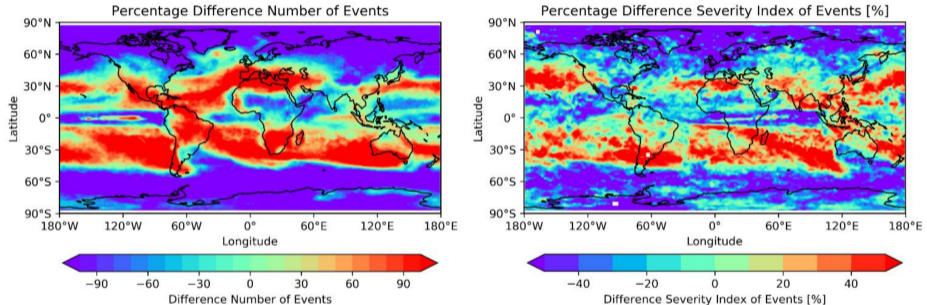 Percentage Difference Number of Events
90°N
60°N
30°N
0°
30°S
60°S
90°S
Latitude
180°W 120°W 60°W 0° 60°E 120°E 180°E
Longitude
−90 −60 −30 0 30 60 90
Difference Number of Events
Percentage Difference Severity Index of Events [%]
90°N
60°N
30°N
0°
30°S
60°S
90°S
Latitude
180°W 120°W 60°W 0° 60°E 120°E 180°E
Longitude
−40 −20 0 20 40
Difference Severity Index of Events [%]